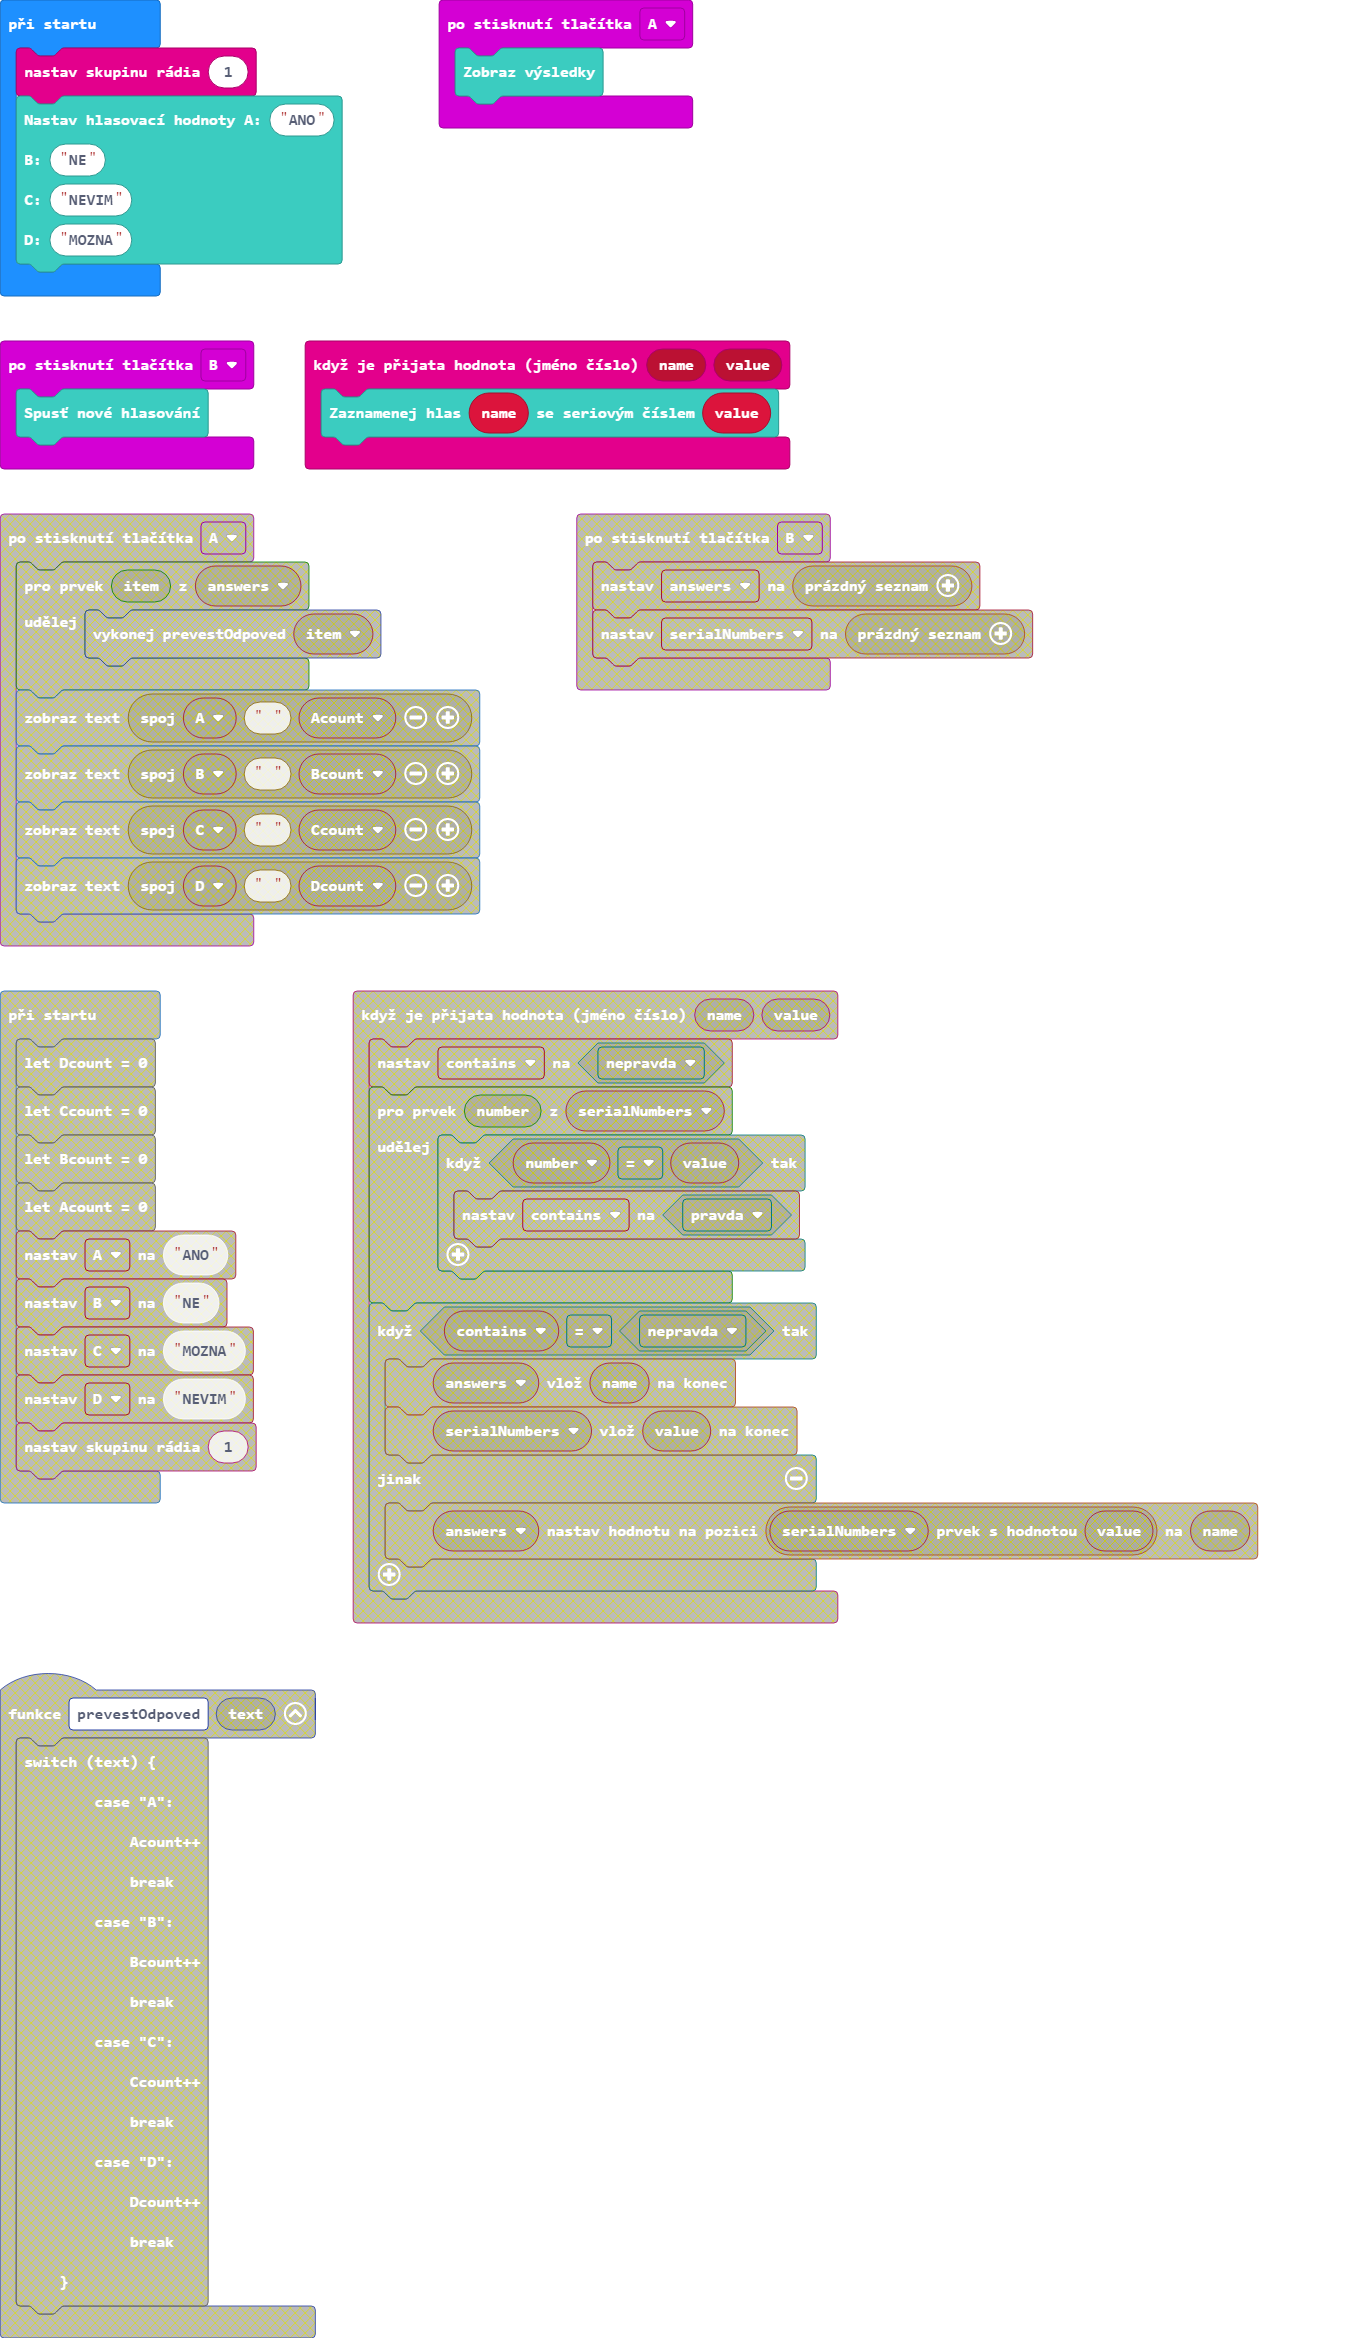 při startu
nastav skupinu rádia 1
Nastav hlasovací hodnoty A: "ANO"
B: "NE"
C: "NEVIM"
D: "MOZNA"
po stisknutí tlačítka A
Zobraz výsledky
po stisknutí tlačítka B
Spusť nové hlasování
když je přijata hodnota (jméno číslo) name value
Zaznamenej hlas name se seriovým číslem value
po stisknutí tlačítka A
pro prvek item z answers
udělej vykonej prevestOdpoved item
zobraz text spoj A " " Acount
zobraz text spoj B " " Bcount
zobraz text spoj C " " Ccount
zobraz text spoj D " " Dcount
po stisknutí tlačítka B
nastav answers na prázdný seznam
nastav serialNumbers na prázdný seznam
při startu
let Dcount = 0
let Ccount = 0
let Bcount = 0
let Acount = 0
nastav A na "ANO"
nastav B na "NE"
nastav C na "MOZNA"
nastav D na "NEVIM"
nastav skupinu rádia 1
když je přijata hodnota (jméno číslo) name value
nastav contains na nepravda
pro prvek number z serialNumbers
udělej když number = value tak
nastav contains na pravda
když contains = nepravda tak
answers vlož name na konec
serialNumbers vlož value na konec
jinak
answers nastav hodnotu na pozici serialNumbers prvek s hodnotou value na name
funkce prevestOdpoved text
switch (text) {
case "A":
Acount++
break
case "B":
Bcount++
break
case "C":
Ccount++
break
case "D":
Dcount++
break
}